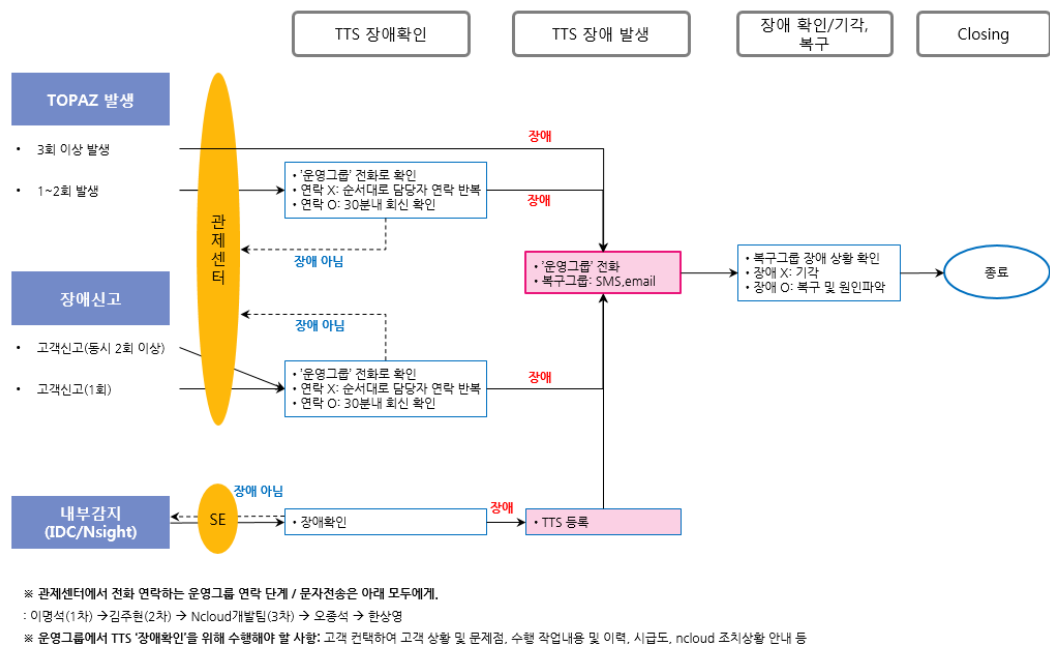 TTS 장애확인
TTS 장애 발생
장애 확인/기각,
복구
Closing
TOPAZ 발생
• 3회 이상 발생
• 1~2회 발생
관
제
센
터
장애
• '운영그룹' 전화로 확인
• 연락 X: 순서대로 담당자 연락 반복
• 연락 O: 30분내 회신 확인
장애
장애 아님
• '운영그룹' 전화
• 복구그룹: SMS,email
• 복구그룹 장애 상황 확인
• 장애 X: 기각
• 장애 O: 복구 및 원인파악
종료
장애신고
• 고객신고(동시 2회 이상)
• 고객신고(1회)
장애 아님
• '운영그룹' 전화로 확인
• 연락 X: 순서대로 담당자 연락 반복
• 연락 O: 30분내 회신 확인
장애
내부감지
(IDC/Nsight)
SE
장애 아님
• 장애확인
장애
• TTS 등록
※ 관제센터에서 전화 연락하는 운영그룹 연락 단계 / 문자전송은 아래 모두에게.
: 이명석(1차) →김주현(2차) → Ncloud개발팀(3차) → 오종석 → 한상영
※ 운영그룹에서 TTS '장애확인'을 위해 수행해야 할 사항: 고객 컨택하여 고객 상황 및 문제점, 수행 작업내용 및 이력, 시급도, ncloud 조치상황 안내 등